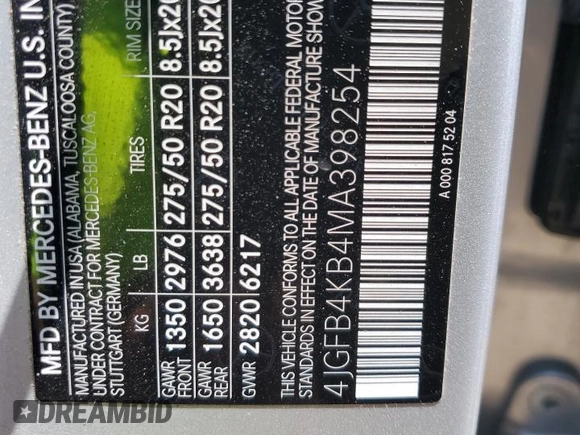 MFD BY MERCEDES-BENZ U.S. IN
MANUFACTURED IN USA (ALABAMA, TUSCALOOSA COUNTY)
UNDER CONTRACT FOR MERCEDES-BENZ AG,
STUTTGART (GERMANY)
KG LB TIRES RIM SIZE
GAWR FRONT 1350 2976 275/50 R20 8.5Jx20
GAWR REAR 1650 3638 275/50 R20 8.5Jx20
GVWR 2820 6217
THIS VEHICLE CONFORMS TO ALL APPLICABLE FEDERAL MOTOR
STANDARDS IN EFFECT ON THE DATE OF MANUFACTURE SHOWN
4JGFB4KB4MA398254
A 000 817 52 04
DREAMBID